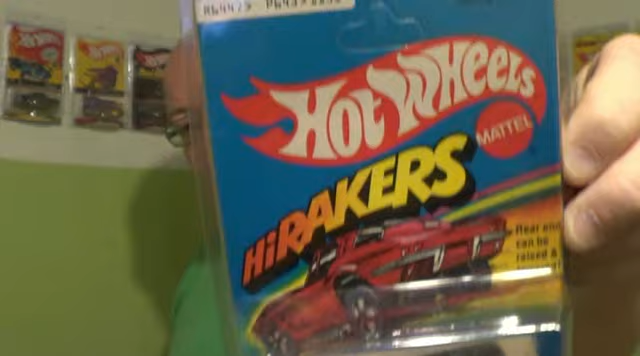 HOT WHEELS
MATTEL
HiRAKERS
Rear end
can be
raised &